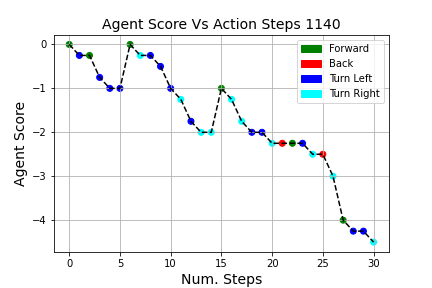 Agent Score Vs Action Steps 1140
Forward
Back
Turn Left
Turn Right
Agent Score
0
−1
−2
−3
−4
0 5 10 15 20 25 30
Num. Steps